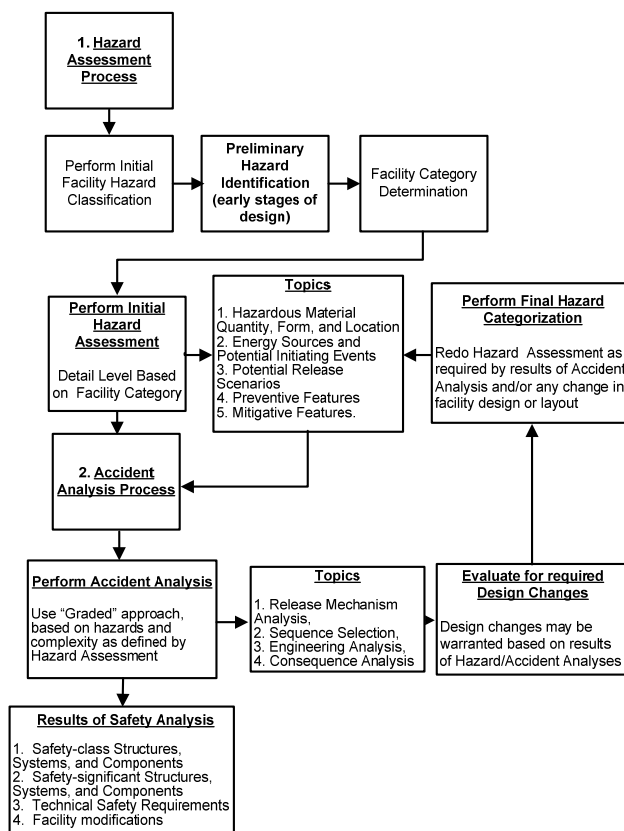 1. Hazard
Assessment
Process
Perform Initial
Facility Hazard
Classification
Preliminary
Hazard
Identification
(early stages of
design)
Facility Category
Determination
Perform Initial
Hazard
Assessment
Detail Level Based
on Facility Category
Topics
1. Hazardous Material
Quantity, Form, and Location
2. Energy Sources and
Potential Initiating Events
3. Potential Release
Scenarios
4. Preventive Features
5. Mitigative Features.
Perform Final Hazard
Categorization
Redo Hazard Assessment as
required by results of Accident
Analysis and/or any change in
facility design or layout
2. Accident
Analysis Process
Perform Accident Analysis
Use “Graded” approach,
based on hazards and
complexity as defined by
Hazard Assessment
Topics
1. Release Mechanism
Analysis,
2. Sequence Selection,
3. Engineering Analysis,
4. Consequence Analysis
Evaluate for required
Design Changes
Design changes may be
warranted based on results
of Hazard/Accident Analyses
Results of Safety Analysis
1. Safety-class Structures,
Systems, and Components
2. Safety-significant Structures,
Systems, and Components
3. Technical Safety Requirements
4. Facility modifications